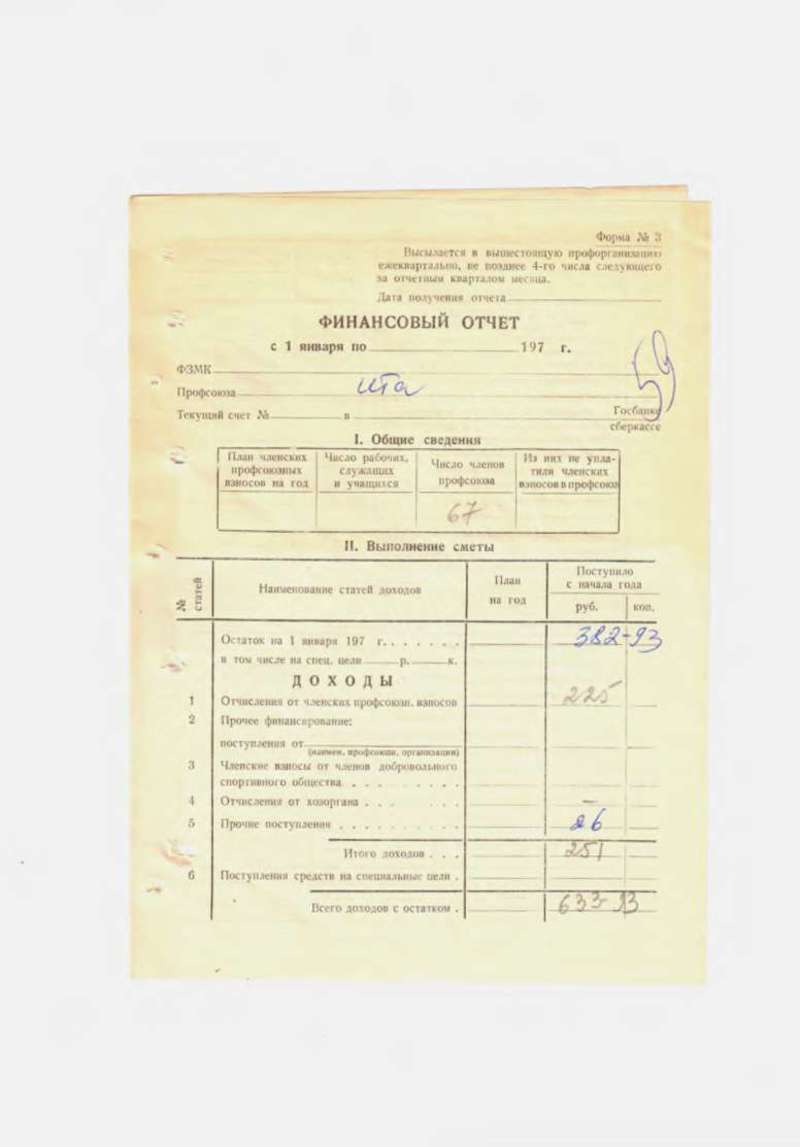 Форма № 3
Высылается в вышестоящую профорганизацию
ежеквартально, не позднее 4-го числа следующего
за отчетным кварталом месяца.
Дата получения отчета
ФИНАНСОВЫЙ ОТЧЕТ
с 1 января по 197 г.
59
ФЗМК
Профсоюза ИТА
Текущий счет № в Госбанке
сберкассе
I. Общие сведения
План членских профсоюзных взносов на год
Число рабочих, служащих и учащихся
Число членов профсоюза
Из них не уплатили членских взносов в профсоюз
67
II. Выполнение сметы
№ статей
Наименование статей доходов
План на год
Поступило с начала года
руб. коп.
Остаток на 1 января 197 г. . . . . . . 382-93
в том числе на спец. цели р. к.
ДОХОДЫ
1 Отчисления от членских профсоюзн. взносов 225
2 Прочее финансирование:
поступления от
(наимен. профсоюзн. организации)
3 Членские взносы от членов добровольного
спортивного общества . . . . . . . .
4 Отчисления от хозоргана . . . . . . —
5 Прочие поступления . . . . . . . . . . 26
Итого доходов . . . 251
6 Поступления средств на специальные цели .
Всего доходов с остатком . 633-93